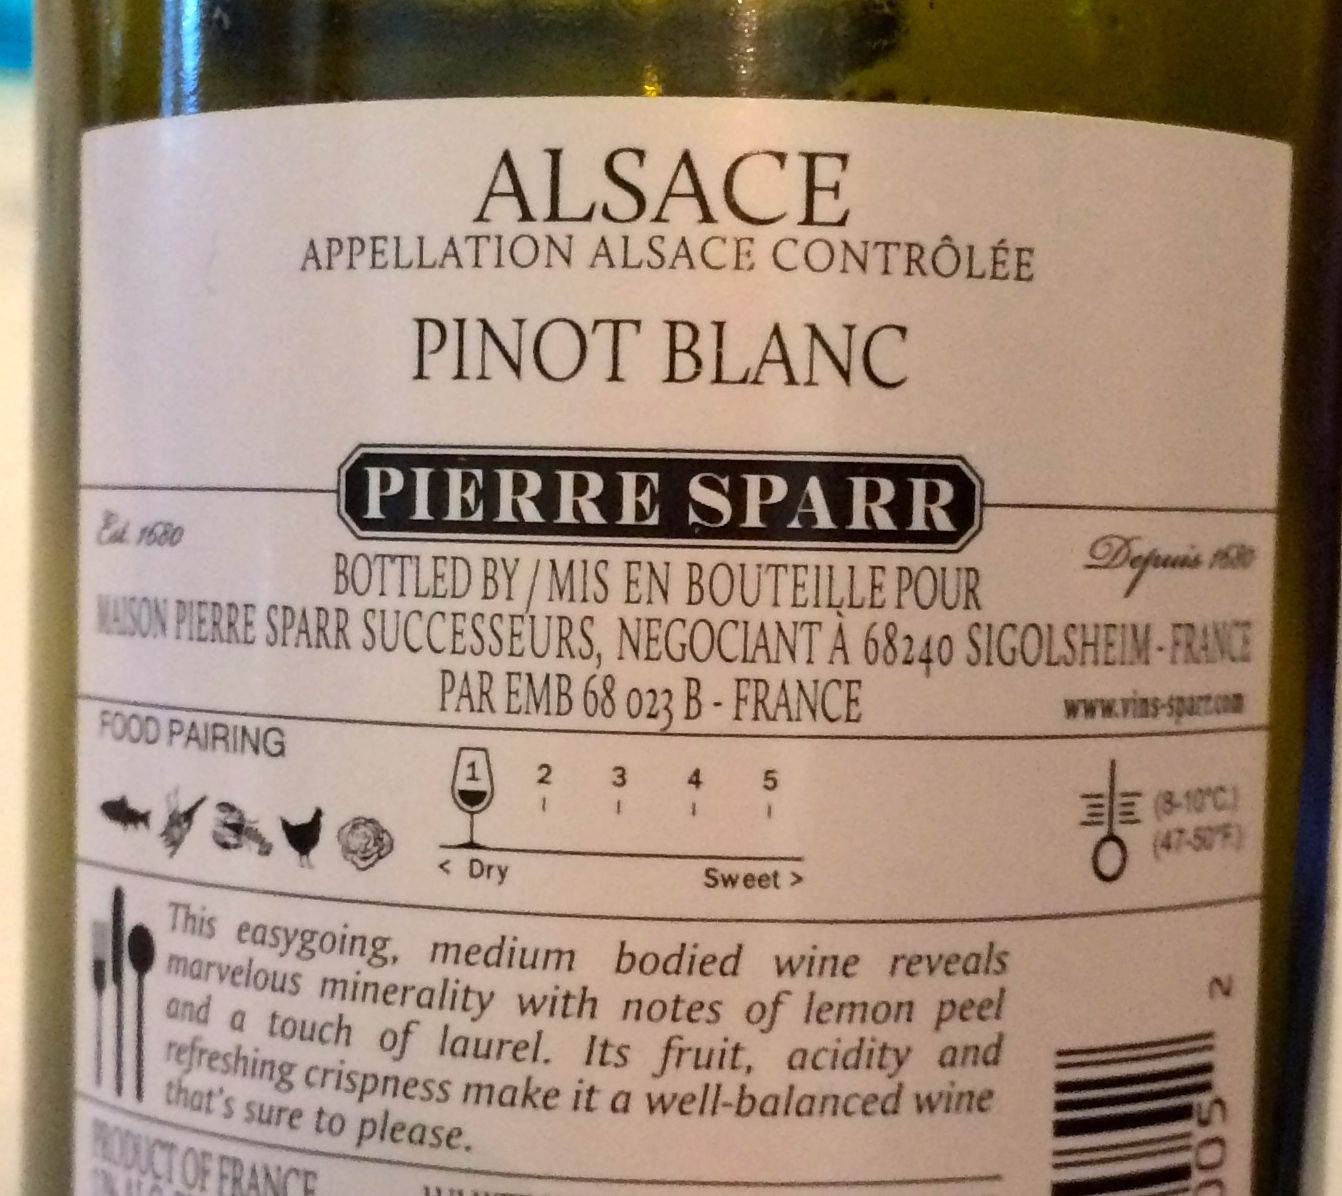 ALSACE
APPELLATION ALSACE CONTRÔLÉE
PINOT BLANC
PIERRE SPARR
Est. 1680
Depuis 1680
BOTTLED BY / MIS EN BOUTEILLE POUR
MAISON PIERRE SPARR SUCCESSEURS, NEGOCIANT À 68240 SIGOLSHEIM - FRANCE
PAR EMB 68 023 B - FRANCE
www.vins-sparr.com
FOOD PAIRING
1 2 3 4 5
< Dry Sweet >
(8-10°C.)
(47-50°F.)
This easygoing, medium bodied wine reveals
marvelous minerality with notes of lemon peel
and a touch of laurel. Its fruit, acidity and
refreshing crispness make it a well-balanced wine
that's sure to please.
2
005
PRODUCT OF FRANCE